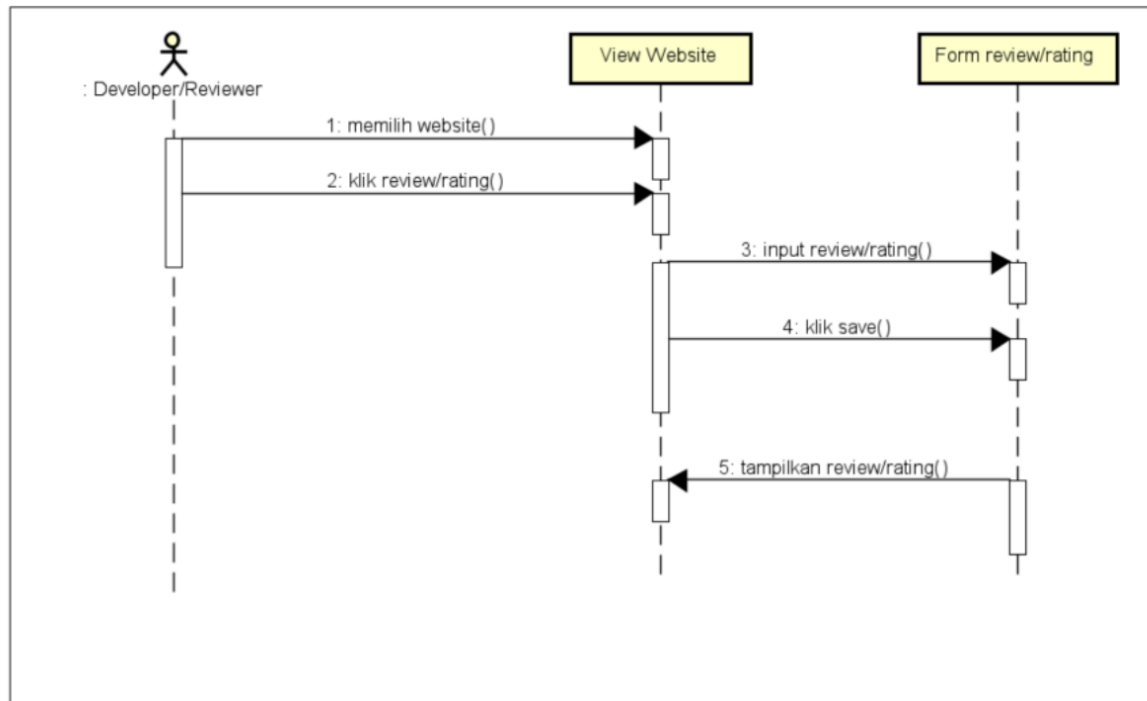 : Developer/Reviewer
View Website
Form review/rating
1: memilih website()
2: klik review/rating()
3: input review/rating()
4: klik save()
5: tampilkan review/rating()